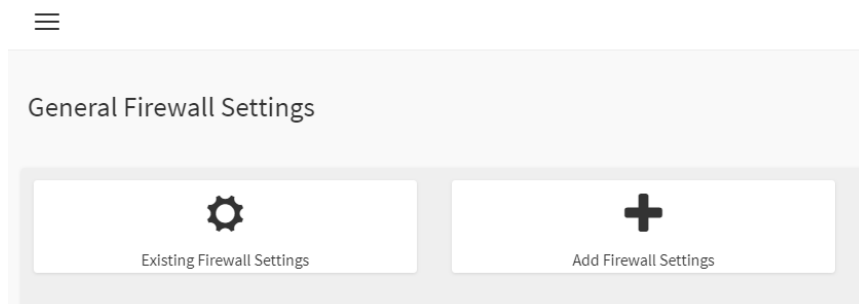 General Firewall Settings
Existing Firewall Settings
Add Firewall Settings